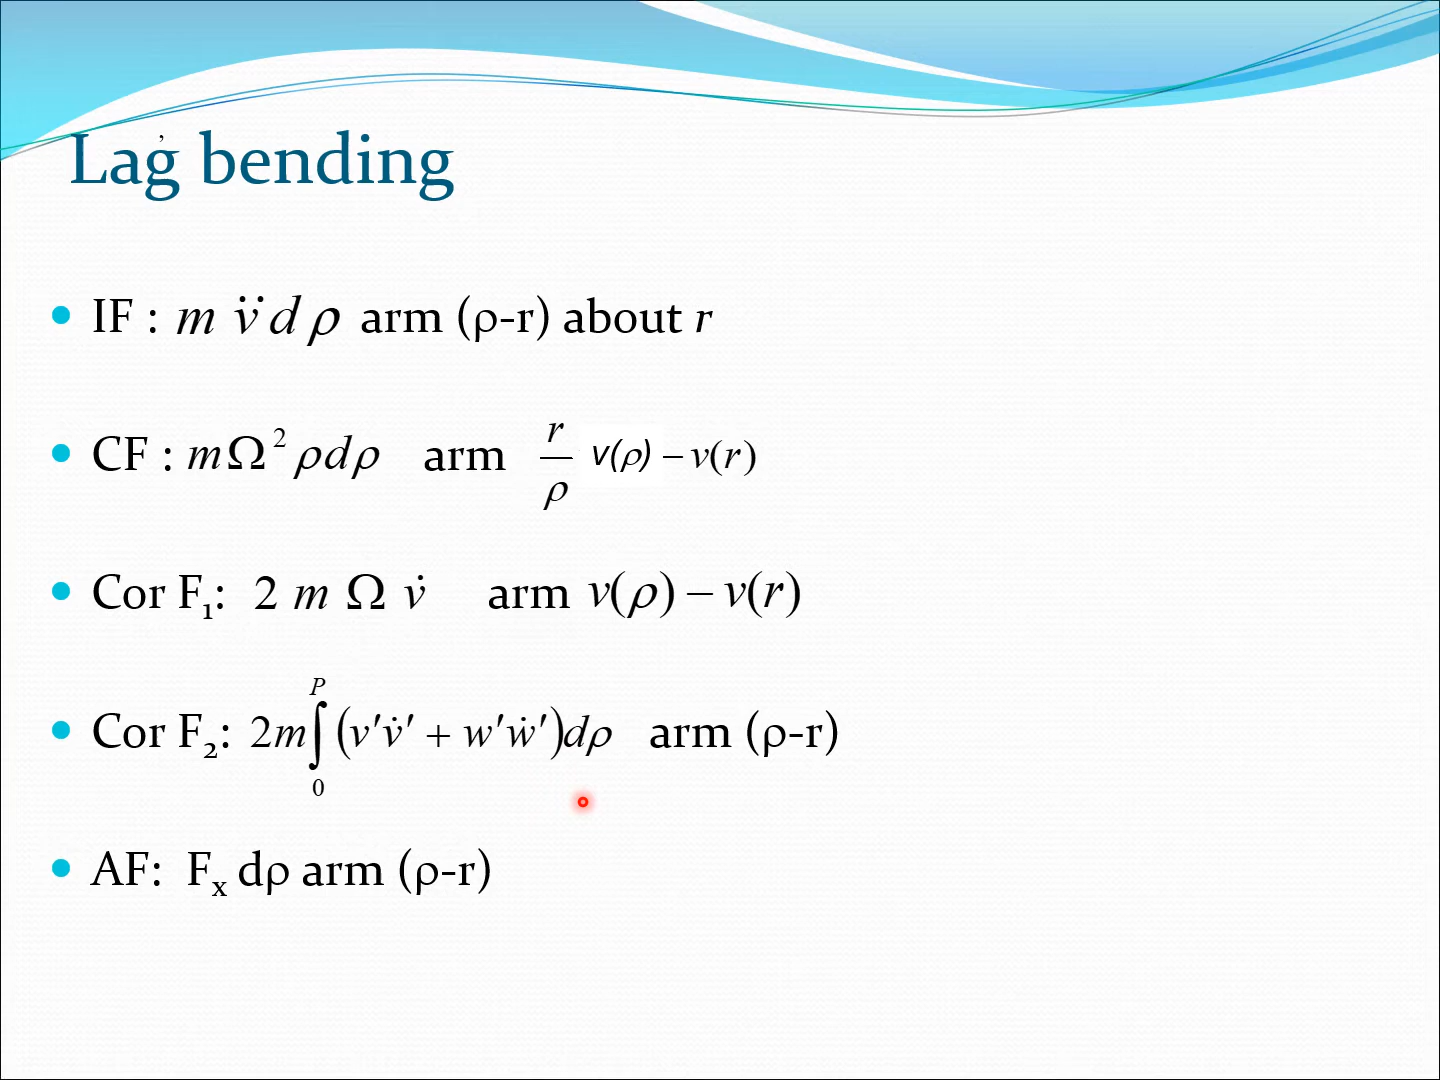 Lag bending
,
• IF : m v̈ d ρ arm (ρ-r) about r
• CF : mΩ² ρdρ arm r/ρ v(ρ) − v(r)
• Cor F₁: 2 m Ω v̇ arm v(ρ) − v(r)
• Cor F₂: 2m∫₀ᴾ (v′v̇′ + w′ẇ′)dρ arm (ρ-r)
• AF: Fₓ dρ arm (ρ-r)